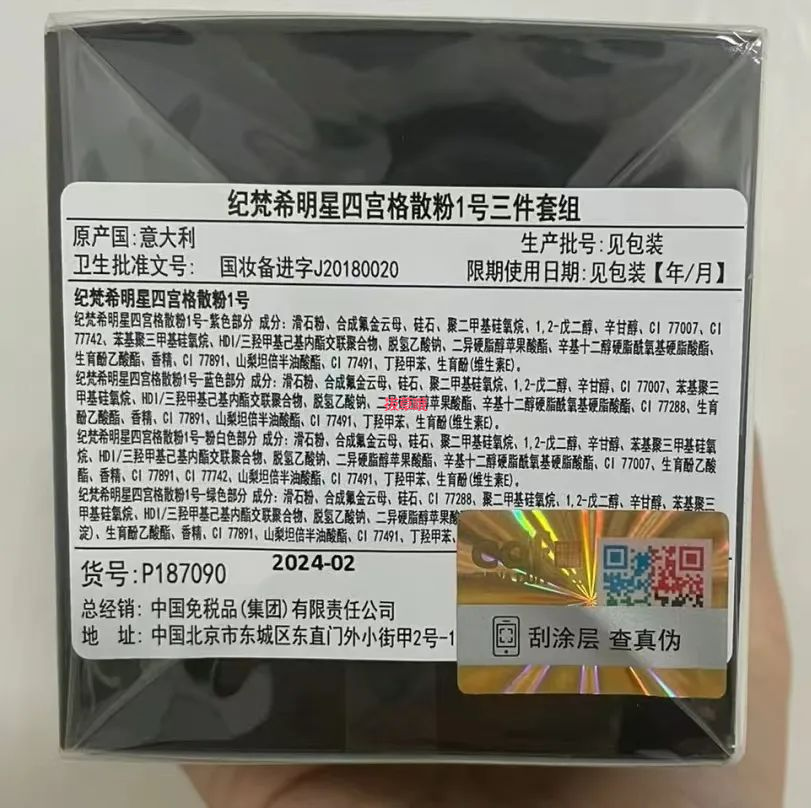 纪梵希明星四宫格散粉1号三件套组
原产国:意大利
生产批号:见包装
卫生批准文号: 国妆备进字J20180020
限期使用日期:见包装【年/月】
纪梵希明星四宫格散粉1号
纪梵希明星四宫格散粉1号-紫色部分 成分: 滑石粉、合成氟金云母、硅石、聚二甲基硅氧烷、1,2-戊二醇、辛甘醇、CI 77007、CI
77742、苯基聚三甲基硅氧烷、HDI/三羟甲基己基内酯交联聚合物、脱氢乙酸钠、二异硬脂醇苹果酸酯、辛基十二醇硬脂酰氧基硬脂酸酯、
生育酚乙酸酯、香精、CI 77891、山梨坦倍半油酸酯、CI 77491、丁羟甲苯、生育酚(维生素E)。
纪梵希明星四宫格散粉1号-蓝色部分 成分: 滑石粉、合成氟金云母、硅石、聚二甲基硅氧烷、1,2-戊二醇、辛甘醇、CI 77007、苯基聚三
甲基硅氧烷、HDI/三羟甲基己基内酯交联聚合物、脱氢乙酸钠、二苹果酸酯、辛基十二醇硬脂酰氧基硬脂酸酯、CI 77288、生育
酚乙酸酯、香精、CI 77891、山梨坦倍半油酸酯、CI 77491、丁羟甲苯、生育酚(维生素E)。
纪梵希明星四宫格散粉1号-粉白色部分 成分: 滑石粉、合成氟金云母、硅石、聚二甲基硅氧烷、1,2-戊二醇、辛甘醇、苯基聚三甲基硅氧
烷、HDI/三羟甲基己基内酯交联聚合物、脱氢乙酸钠、二异硬脂醇苹果酸酯、辛基十二醇硬脂酰氧基硬脂酸酯、CI 77007、生育酚乙酸
酯、香精、CI 77891、CI 77742、山梨坦倍半油酸酯、CI 77491、丁羟甲苯、生育酚(维生素E)。
纪梵希明星四宫格散粉1号-绿色部分 成分: 滑石粉、合成氟金云母、硅石、CI 77288、聚二甲基硅氧烷、1,2-戊二醇、辛甘醇、苯基聚三
甲基硅氧烷、HDI/三羟甲基己基内酯交联聚合物、脱氢乙酸钠、二异硬脂醇苹果酸
淀)、生育酚乙酸酯、香精、CI 77891、山梨坦倍半油酸酯、CI 77491、丁羟甲苯、
货号:P187090
2024-02
总经销: 中国免税品(集团)有限责任公司
地 址: 中国北京市东城区东直门外小街甲2号-1
刮涂层 查真伪